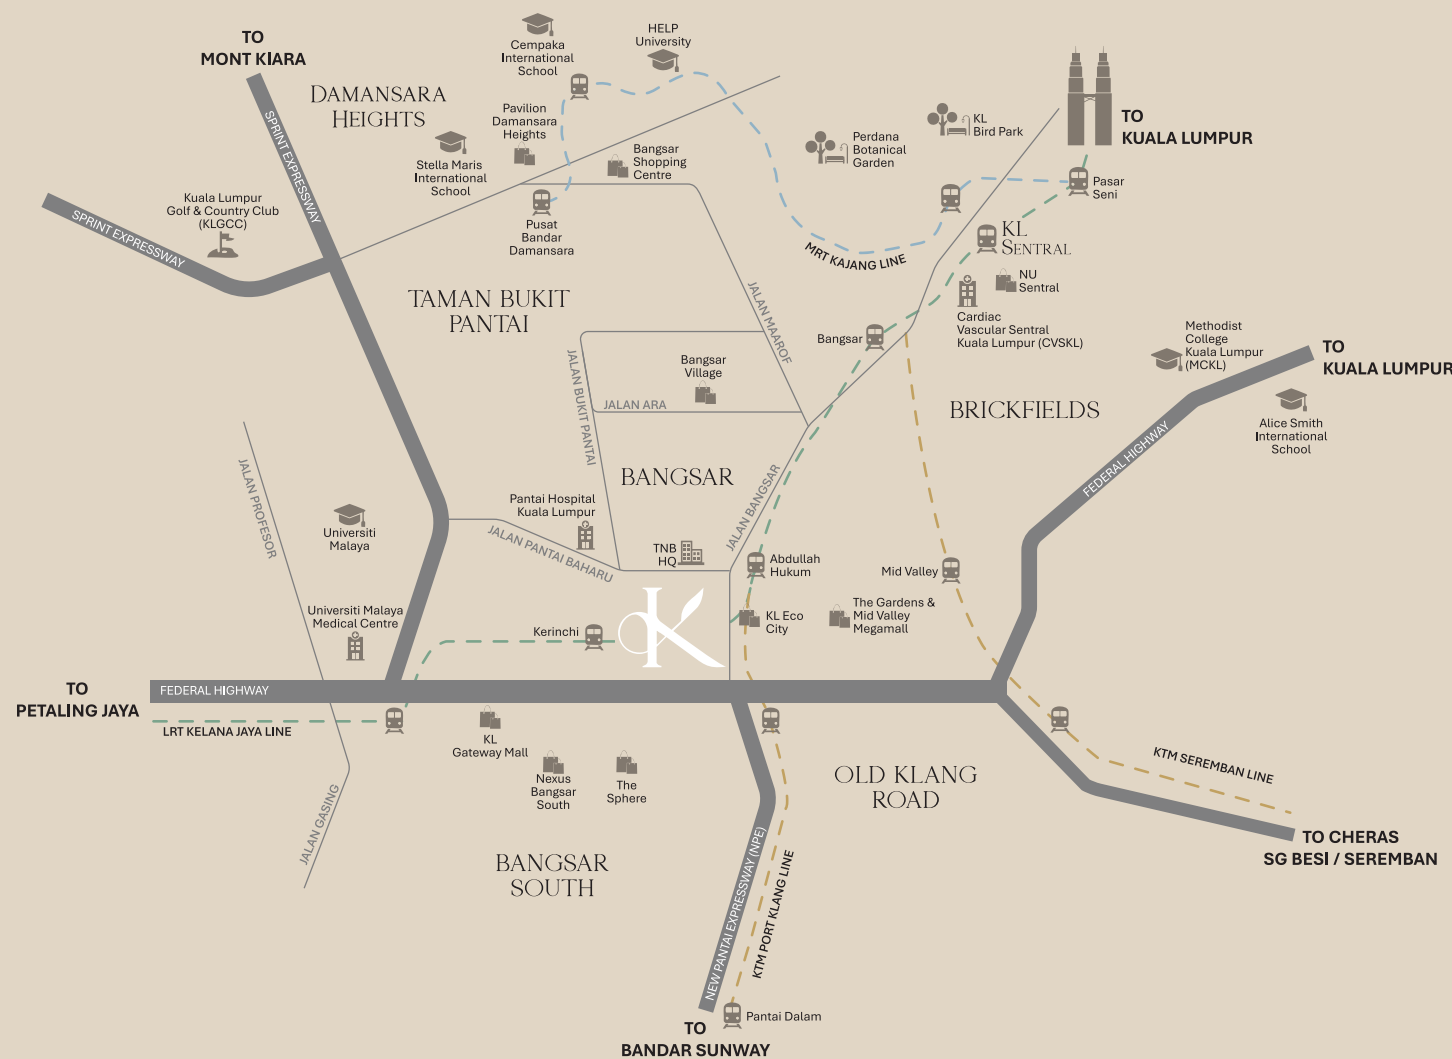 TO
MONT KIARA
DAMANSARA
HEIGHTS
Cempaka
International
School
HELP
University
SPRINT EXPRESSWAY
Pavilion
Damansara
Heights
Stella Maris
International
School
Bangsar
Shopping
Centre
Perdana
Botanical
Garden
KL
Bird Park
TO
KUALA LUMPUR
Pasar
Seni
Kuala Lumpur
Golf & Country Club
(KLGCC)
SPRINT EXPRESSWAY
Pusat
Bandar
Damansara
MRT KAJANG LINE
KL
SENTRAL
NU
Sentral
Cardiac
Vascular Sentral
Kuala Lumpur (CVSKL)
TAMAN BUKIT
PANTAI
JALAN MAAROF
Bangsar
Methodist
College
Kuala Lumpur
(MCKL)
TO
KUALA LUMPUR
JALAN BUKIT PANTAI
Bangsar
Village
JALAN ARA
BRICKFIELDS
Alice Smith
International
School
FEDERAL HIGHWAY
BANGSAR
JALAN BANGSAR
JALAN PROFESOR
Universiti
Malaya
Pantai Hospital
Kuala Lumpur
JALAN PANTAI BAHARU
TNB
HQ
Abdullah
Hukum
Mid Valley
Universiti Malaya
Medical Centre
Kerinchi
K
KL Eco
City
The Gardens &
Mid Valley
Megamall
TO
PETALING JAYA
FEDERAL HIGHWAY
LRT KELANA JAYA LINE
KL
Gateway Mall
Nexus
Bangsar
South
The
Sphere
OLD KLANG
ROAD
KTM SEREMBAN LINE
JALAN GASING
TO CHERAS
SG BESI / SEREMBAN
BANGSAR
SOUTH
NEW PANTAI EXPRESSWAY (NPE)
KTM PORT KLANG LINE
Pantai Dalam
TO
BANDAR SUNWAY